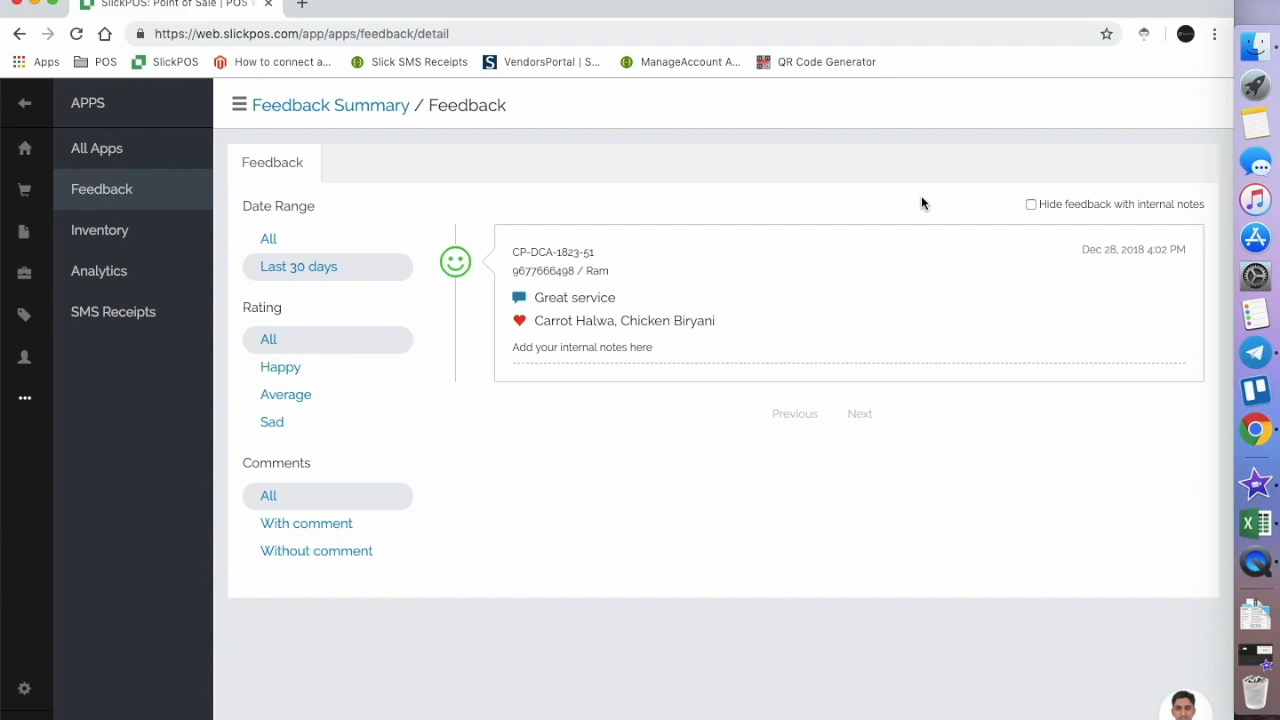 SlickPOS: Point of Sale | POS
https://web.slickpos.com/app/apps/feedback/detail
Apps POS SlickPOS How to connect a... Slick SMS Receipts VendorsPortal | S... ManageAccount A... QR Code Generator
APPS
Feedback Summary / Feedback
All Apps
Feedback
Inventory
Analytics
SMS Receipts
Feedback
Date Range
All
Last 30 days
Rating
All
Happy
Average
Sad
Comments
All
With comment
Without comment
Hide feedback with internal notes
CP-DCA-1823-51
Dec 28, 2018 4:02 PM
9677666498 / Ram
Great service
Carrot Halwa, Chicken Biryani
Add your internal notes here
Previous Next